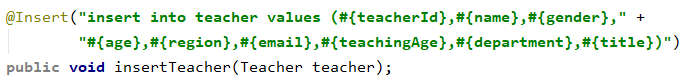 @Insert("insert into teacher values (#{teacherId},#{name},#{gender}," +
"#{age},#{region},#{email},#{teachingAge},#{department},#{title})")
public void insertTeacher(Teacher teacher);